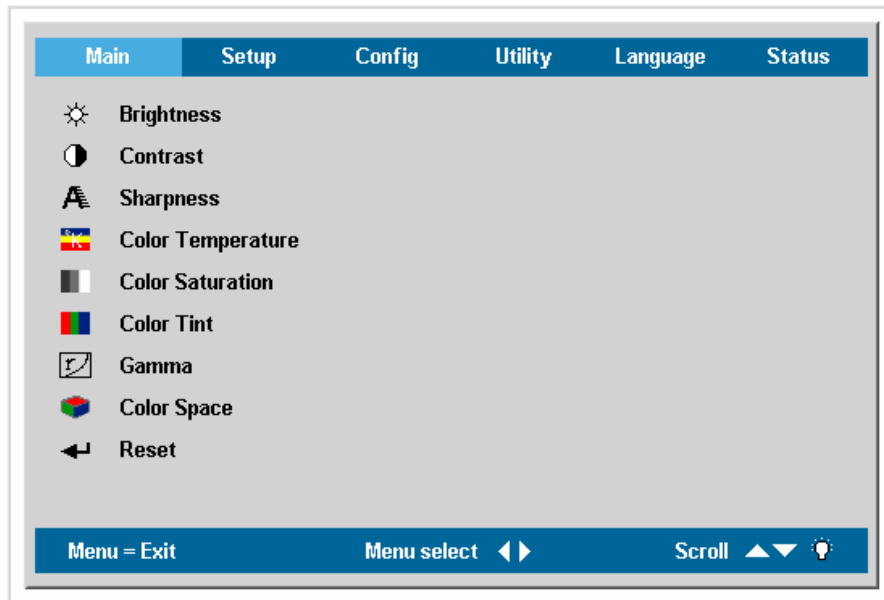 Main Setup Config Utility Language Status
Brightness
Contrast
Sharpness
Color Temperature
Color Saturation
Color Tint
Gamma
Color Space
Reset
Menu = Exit Menu select Scroll